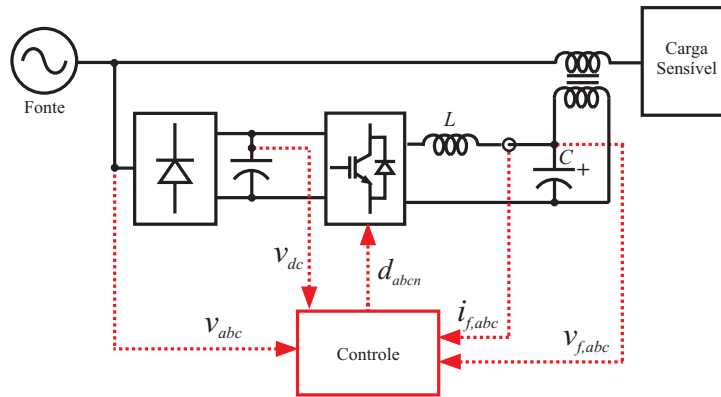 Fonte
Carga
Sensível
L
C
+
v_dc
d_abcn
v_abc
i_f,abc
v_f,abc
Controle